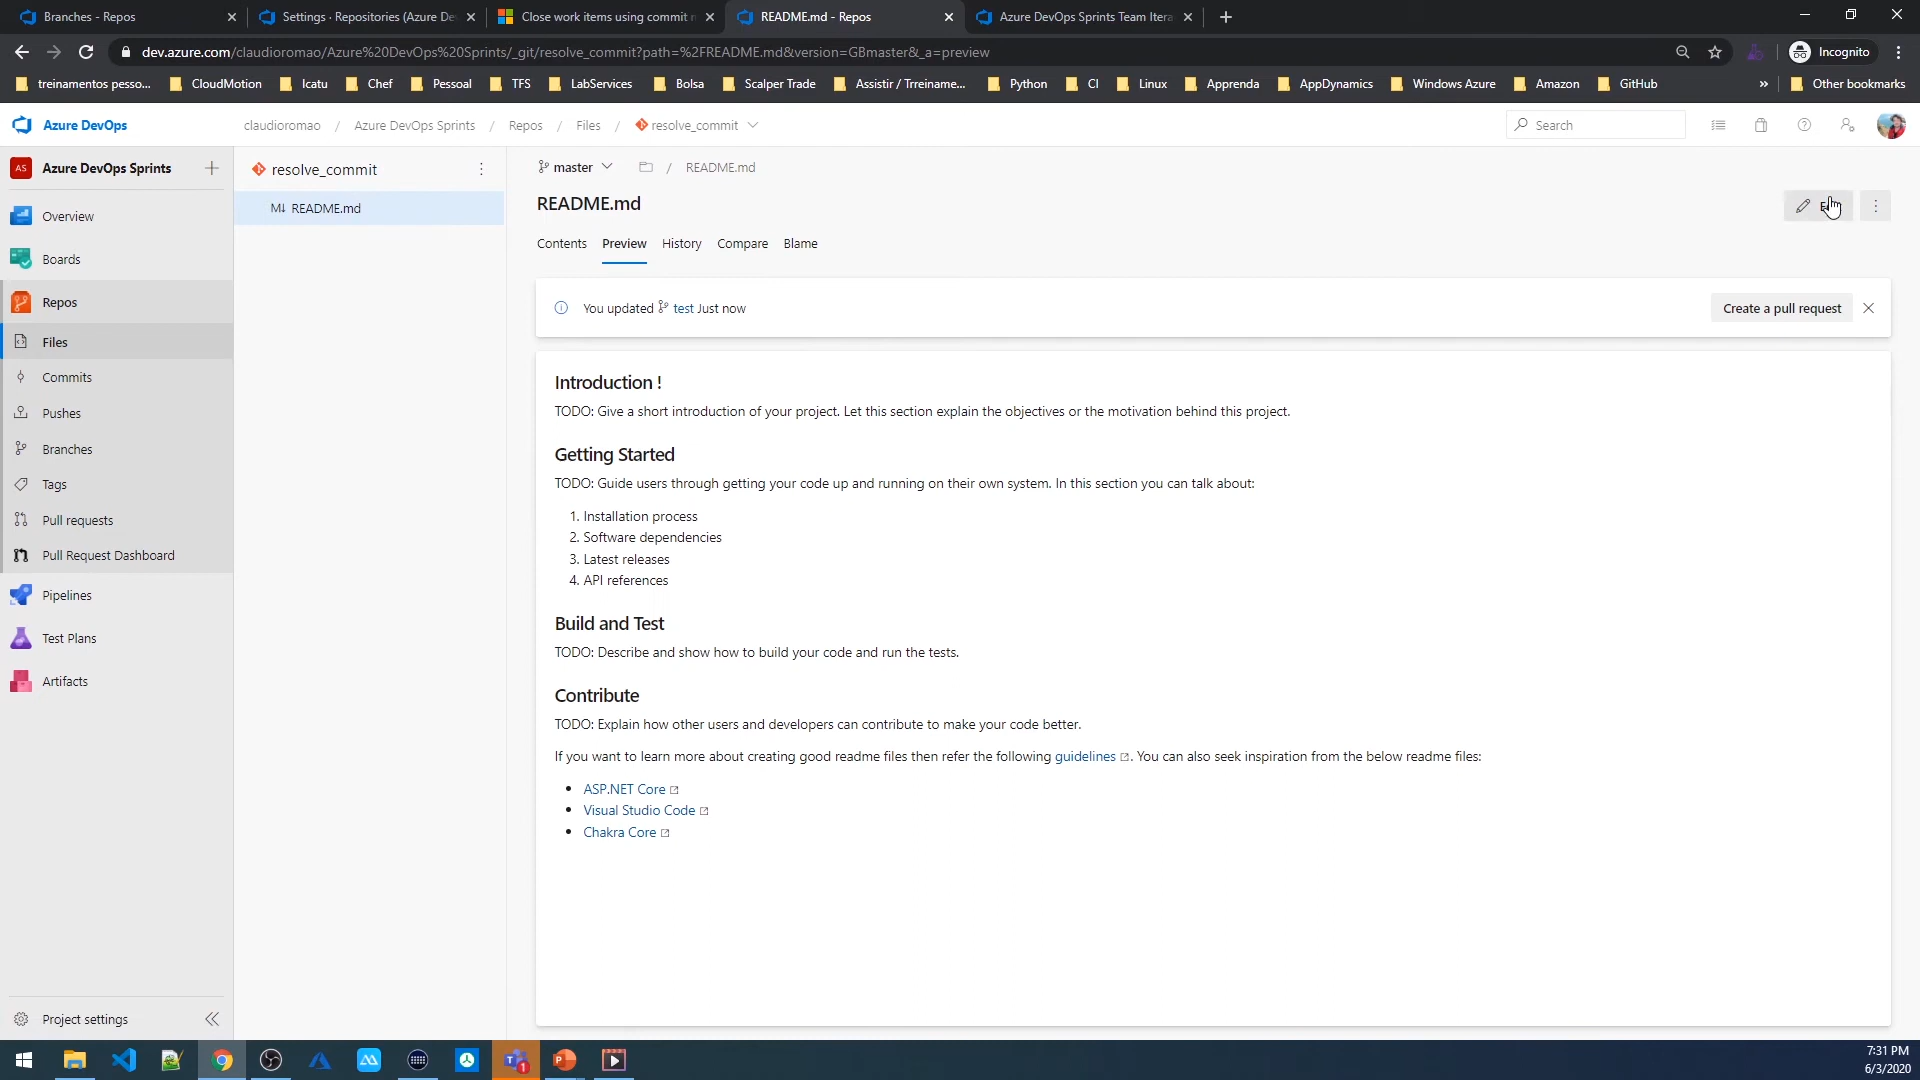 Branches - Repos
Settings · Repositories (Azure De
Close work items using commit m
README.md - Repos
Azure DevOps Sprints Team Itera
dev.azure.com/claudioromao/Azure%20DevOps%20Sprints/_git/resolve_commit?path=%2FREADME.md&version=GBmaster&_a=preview
Incognito
treinamentos pesso...
CloudMotion
Icatu
Chef
Pessoal
TFS
LabServices
Bolsa
Scalper Trade
Assistir / Trreiname...
Python
CI
Linux
Apprenda
AppDynamics
Windows Azure
Amazon
GitHub
»
Other bookmarks
Azure DevOps
claudioromao / Azure DevOps Sprints / Repos / Files / resolve_commit
Search
AS Azure DevOps Sprints
Overview
Boards
Repos
Files
Commits
Pushes
Branches
Tags
Pull requests
Pull Request Dashboard
Pipelines
Test Plans
Artifacts
Project settings
resolve_commit
M↓ README.md
master / README.md
README.md
Contents Preview History Compare Blame
You updated test Just now
Create a pull request
Introduction !
TODO: Give a short introduction of your project. Let this section explain the objectives or the motivation behind this project.
Getting Started
TODO: Guide users through getting your code up and running on their own system. In this section you can talk about:
1. Installation process
2. Software dependencies
3. Latest releases
4. API references
Build and Test
TODO: Describe and show how to build your code and run the tests.
Contribute
TODO: Explain how other users and developers can contribute to make your code better.
If you want to learn more about creating good readme files then refer the following guidelines. You can also seek inspiration from the below readme files:
• ASP.NET Core
• Visual Studio Code
• Chakra Core
7:31 PM
6/3/2020